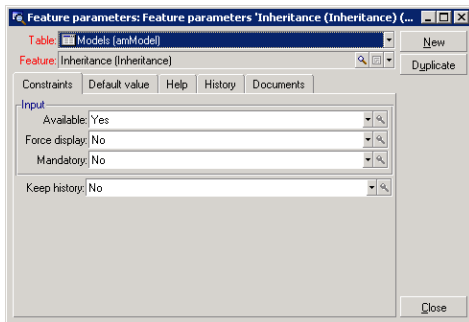 Feature parameters: Feature parameters 'Inheritance (Inheritance) (...
Table: Models (amModel)
New
Feature: Inheritance (Inheritance)
Duplicate
Constraints Default value Help History Documents
Input
Available: Yes
Force display: No
Mandatory: No
Keep history: No
Close